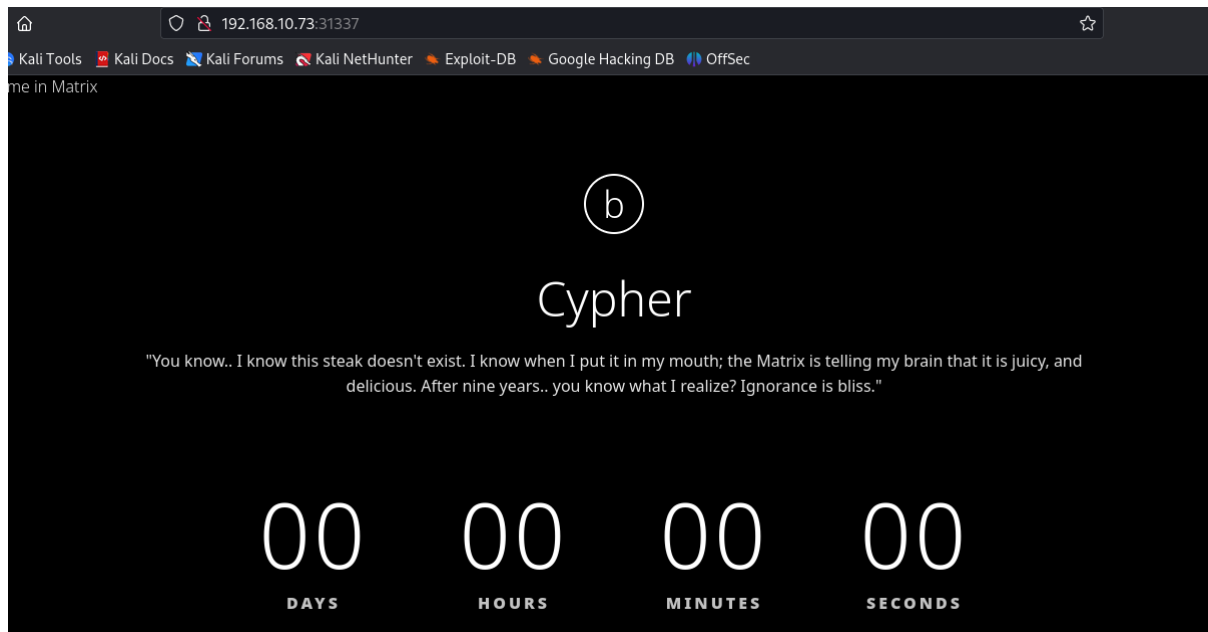 192.168.10.73:31337
Kali Tools Kali Docs Kali Forums Kali NetHunter Exploit-DB Google Hacking DB OffSec
me in Matrix
b
Cypher
"You know.. I know this steak doesn't exist. I know when I put it in my mouth; the Matrix is telling my brain that it is juicy, and
delicious. After nine years.. you know what I realize? Ignorance is bliss."
00 00 00 00
DAYS HOURS MINUTES SECONDS